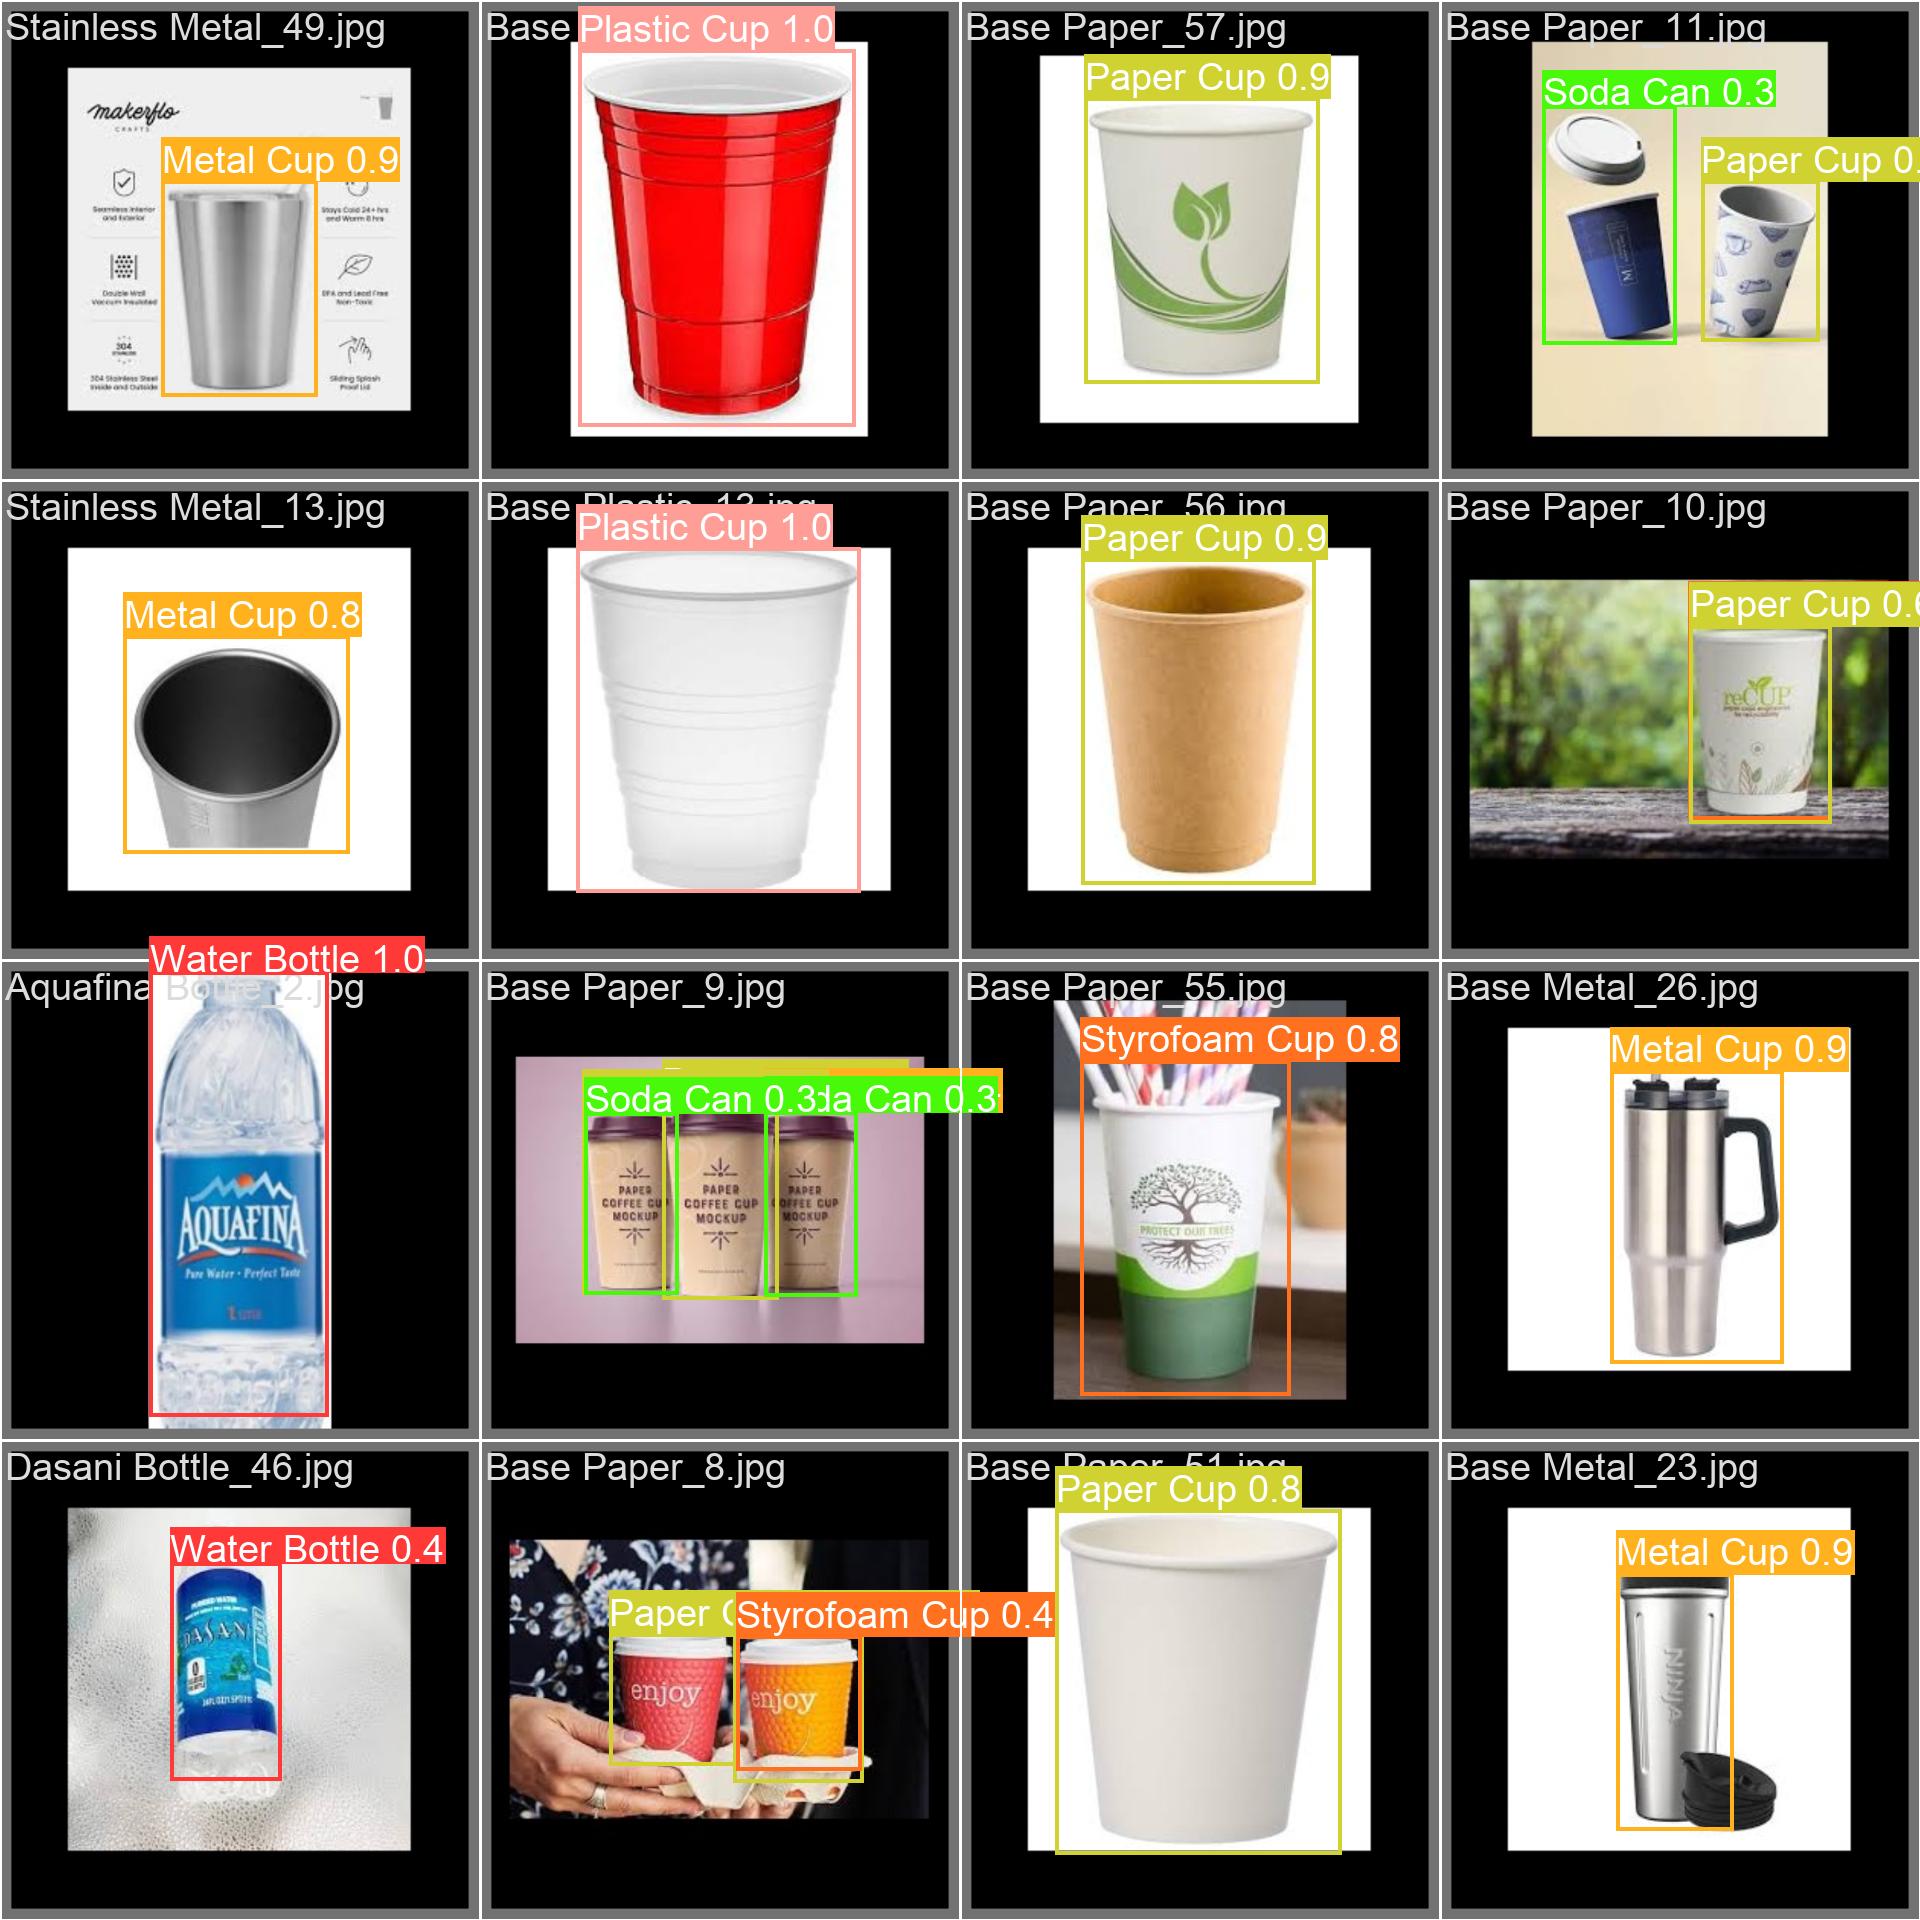 Stainless Metal_49.jpg
makerflo
CRAFTS
Metal Cup 0.9
Seamless Interior
and Exterior
Stays Cold 24+ hrs
and Warm 8 hrs
Double Wall
Vaccum Insulated
BPA and Lead Free
Non-Toxic
304
304 Stainless Steel
Inside and Outside
Sliding Splash
Proof Lid
Base
Plastic Cup 1.0
Base Paper_57.jpg
Paper Cup 0.9
Base Paper_11.jpg
Soda Can 0.3
Paper Cup 0.
M
Stainless Metal_13.jpg
Metal Cup 0.8
Base Plastic_12.jpg
Plastic Cup 1.0
Base Paper_56.jpg
Paper Cup 0.9
Base Paper_10.jpg
Paper Cup 0.6
reCUP
Aquafina Bottle_2.jpg
Water Bottle 1.0
AQUAFINA
Pure Water • Perfect Taste
Base Paper_9.jpg
Soda Can 0.3
da Can 0.3
PAPER
COFFEE CUP
MOCKUP
PAPER
COFFEE CUP
MOCKUP
PAPER
COFFEE CUP
MOCKUP
Base Paper_55.jpg
Styrofoam Cup 0.8
PROTECT OUR TREES
Base Metal_26.jpg
Metal Cup 0.9
Dasani Bottle_46.jpg
Water Bottle 0.4
DASANI
0
Base Paper_8.jpg
Paper
Styrofoam Cup 0.4
enjoy
enjoy
Base Paper_51.jpg
Paper Cup 0.8
Base Metal_23.jpg
Metal Cup 0.9
NINJA